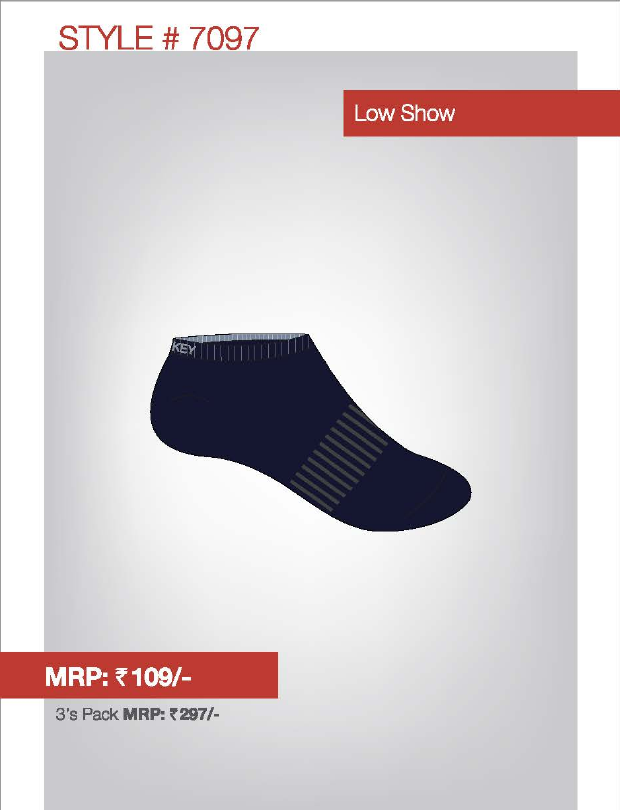 STYLE # 7097
Low Show
KEY
MRP: ₹109/-
3's Pack MRP: ₹297/-